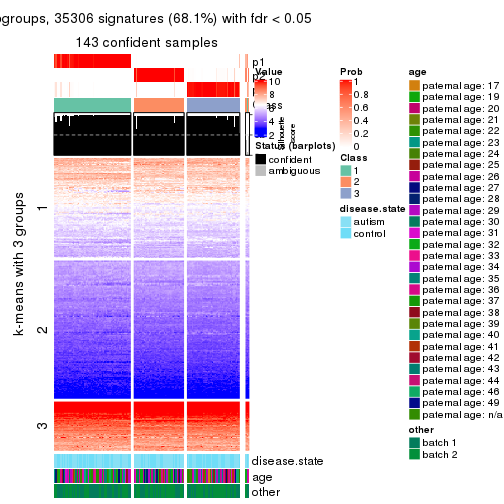 ogroups, 35306 signatures (68.1%) with fdr < 0.05
143 confident samples
p1
p2
k-means with 3 groups
1
2
3
disease.state
age
other
Value
10
8
6
4
2
Status (barplots)
confident
ambiguous
score
Prob
1
0.8
0.6
0.4
0.2
0
Class
1
2
3
disease.state
autism
control
age
paternal age: 17
paternal age: 19
paternal age: 20
paternal age: 21
paternal age: 22
paternal age: 23
paternal age: 24
paternal age: 25
paternal age: 26
paternal age: 27
paternal age: 28
paternal age: 29
paternal age: 30
paternal age: 31
paternal age: 32
paternal age: 33
paternal age: 34
paternal age: 35
paternal age: 36
paternal age: 37
paternal age: 38
paternal age: 39
paternal age: 40
paternal age: 41
paternal age: 42
paternal age: 43
paternal age: 44
paternal age: 46
paternal age: 49
paternal age: n/a
other
batch 1
batch 2